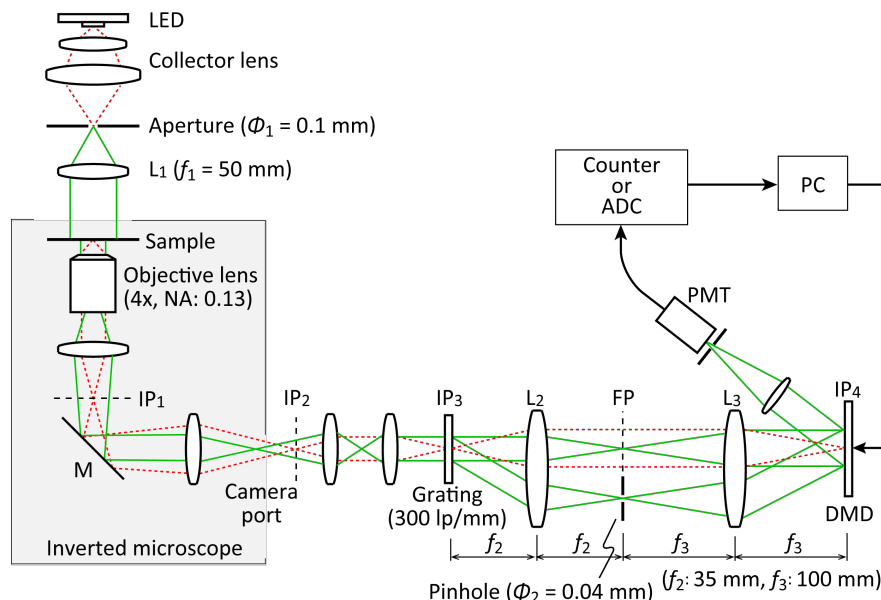 LED
Collector lens
Aperture (Φ1 = 0.1 mm)
L1 (f1 = 50 mm)
Sample
Objective lens
(4x, NA: 0.13)
IP1
M
Camera
port
Inverted microscope
IP2
IP3
Grating
(300 lp/mm)
L2
FP
L3
IP4
DMD
f2
f2
f3
f3
Pinhole (Φ2 = 0.04 mm)
(f2: 35 mm, f3: 100 mm)
PMT
Counter
or
ADC
PC